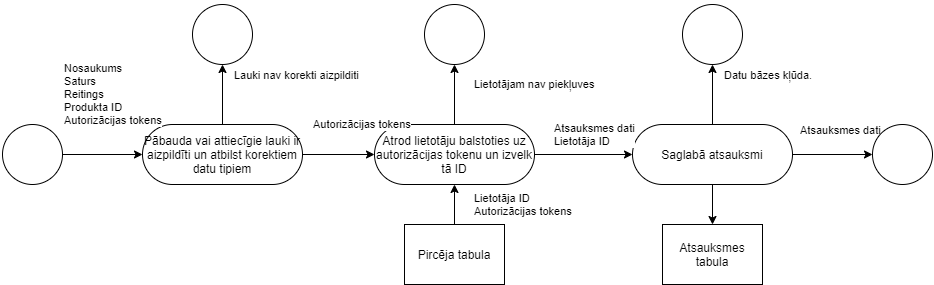 Nosaukums
Saturs
Reitings
Produkta ID
Autorizācijas tokens
Lauki nav korekti aizpildīti
Pābauda vai attiecīgie lauki ir
aizpildīti un atbilst korektiem
datu tipiem
Autorizācijas tokens
Lietotājam nav piekļuves
Atrod lietotāju balstoties uz
autorizācijas tokenu un izvelk
tā ID
Lietotāja ID
Autorizācijas tokens
Pircēja tabula
Atsauksmes dati
Lietotāja ID
Datu bāzes kļūda.
Saglabā atsauksmi
Atsauksmes
tabula
Atsauksmes dati